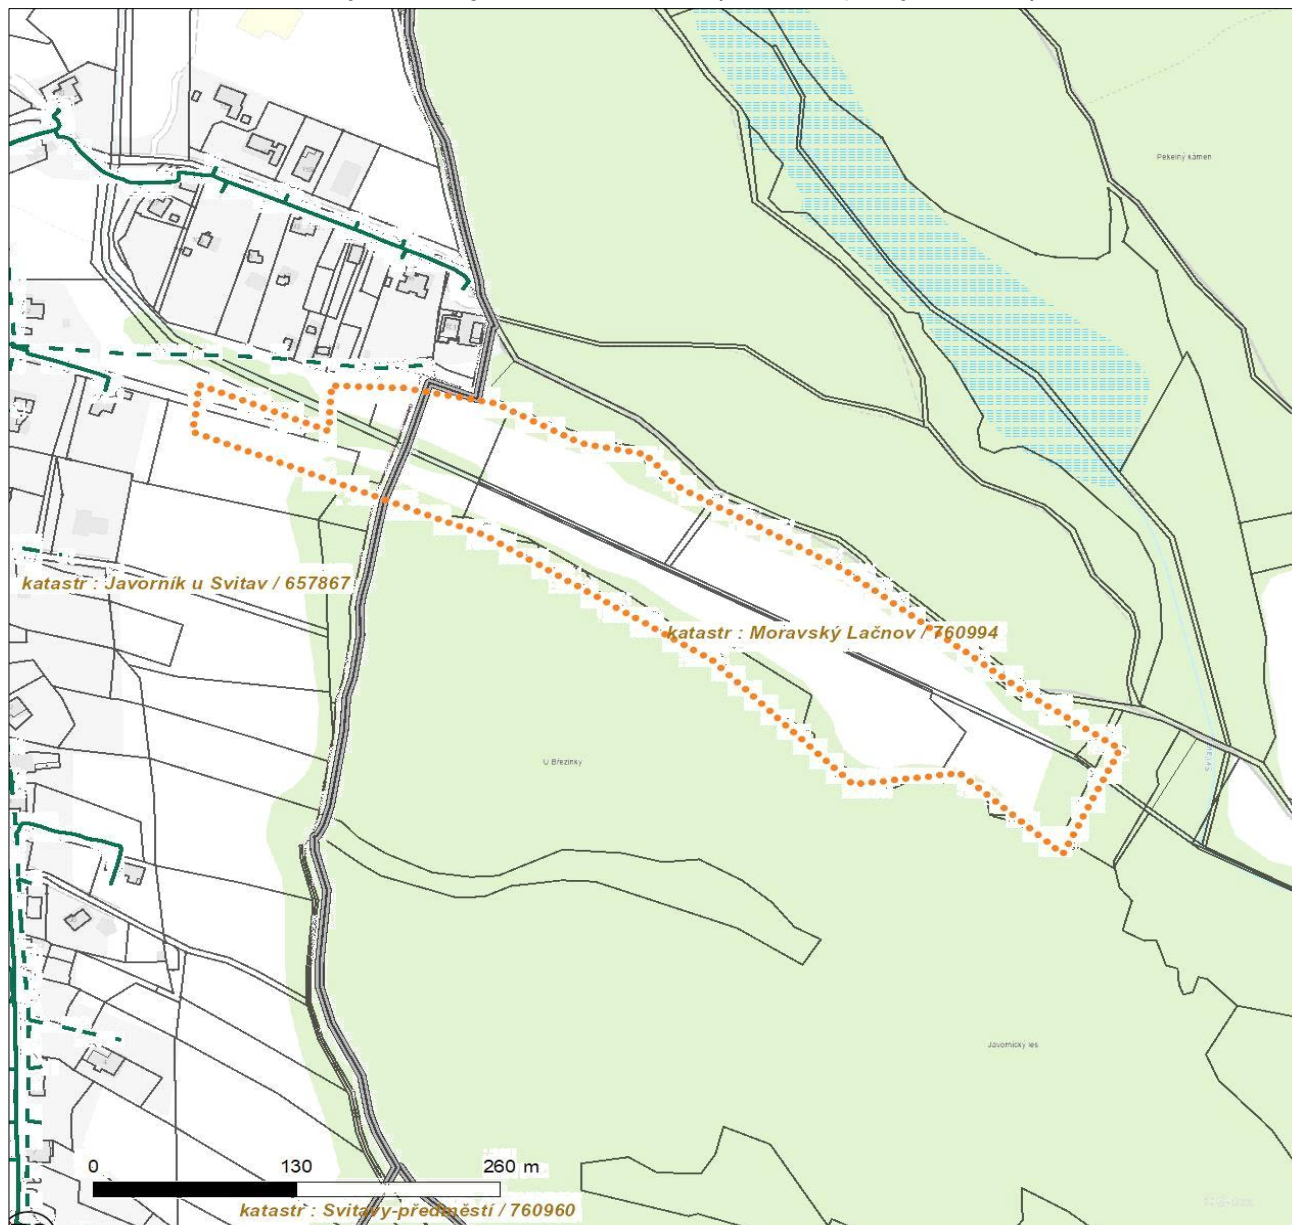 Pekelný kámen
katastr : Javorník u Svitav / 657867
katastr : Moravský Lačnov / 760994
U Březinky
Javornický les
0 130 260 m
katastr : Svitavy-předměstí / 760960